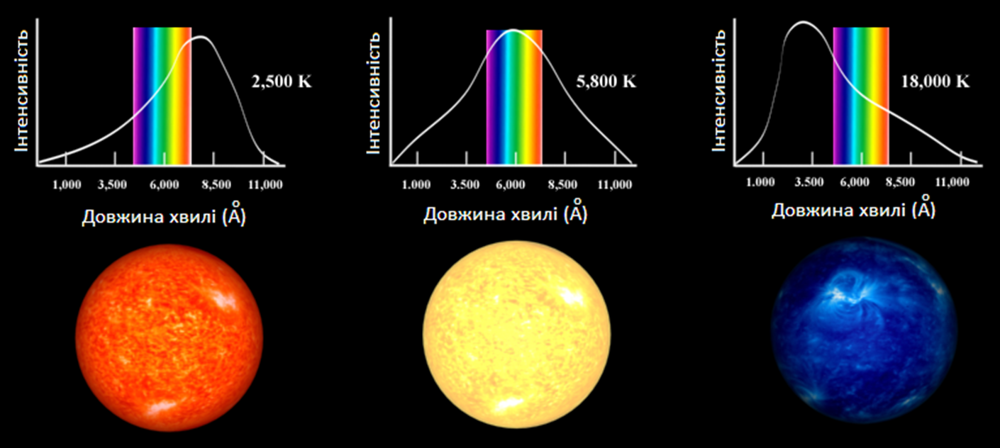 Інтенсивність
2,500 K
1,000 3,500 6,000 8,500 11,000
Довжина хвилі (Å)
Інтенсивність
5,800 K
1.000 3.500 6,000 8,500 11,000
Довжина хвилі (Å)
Інтенсивність
18,000 K
1.000 3.500 6,000 8,500 11,000
Довжина хвилі (Å)